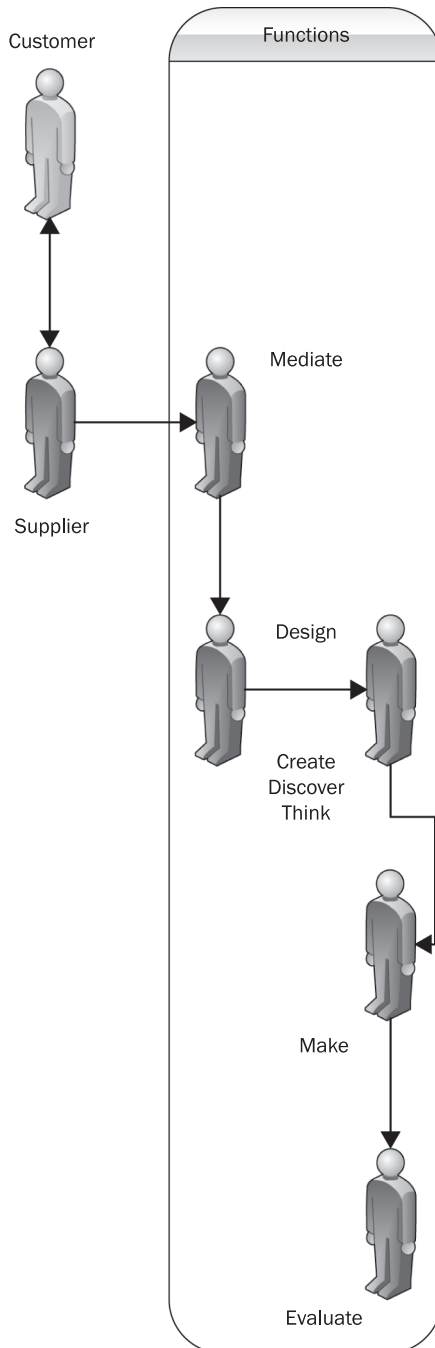 Customer
Functions
Mediate
Supplier
Design
Create
Discover
Think
Make
Evaluate